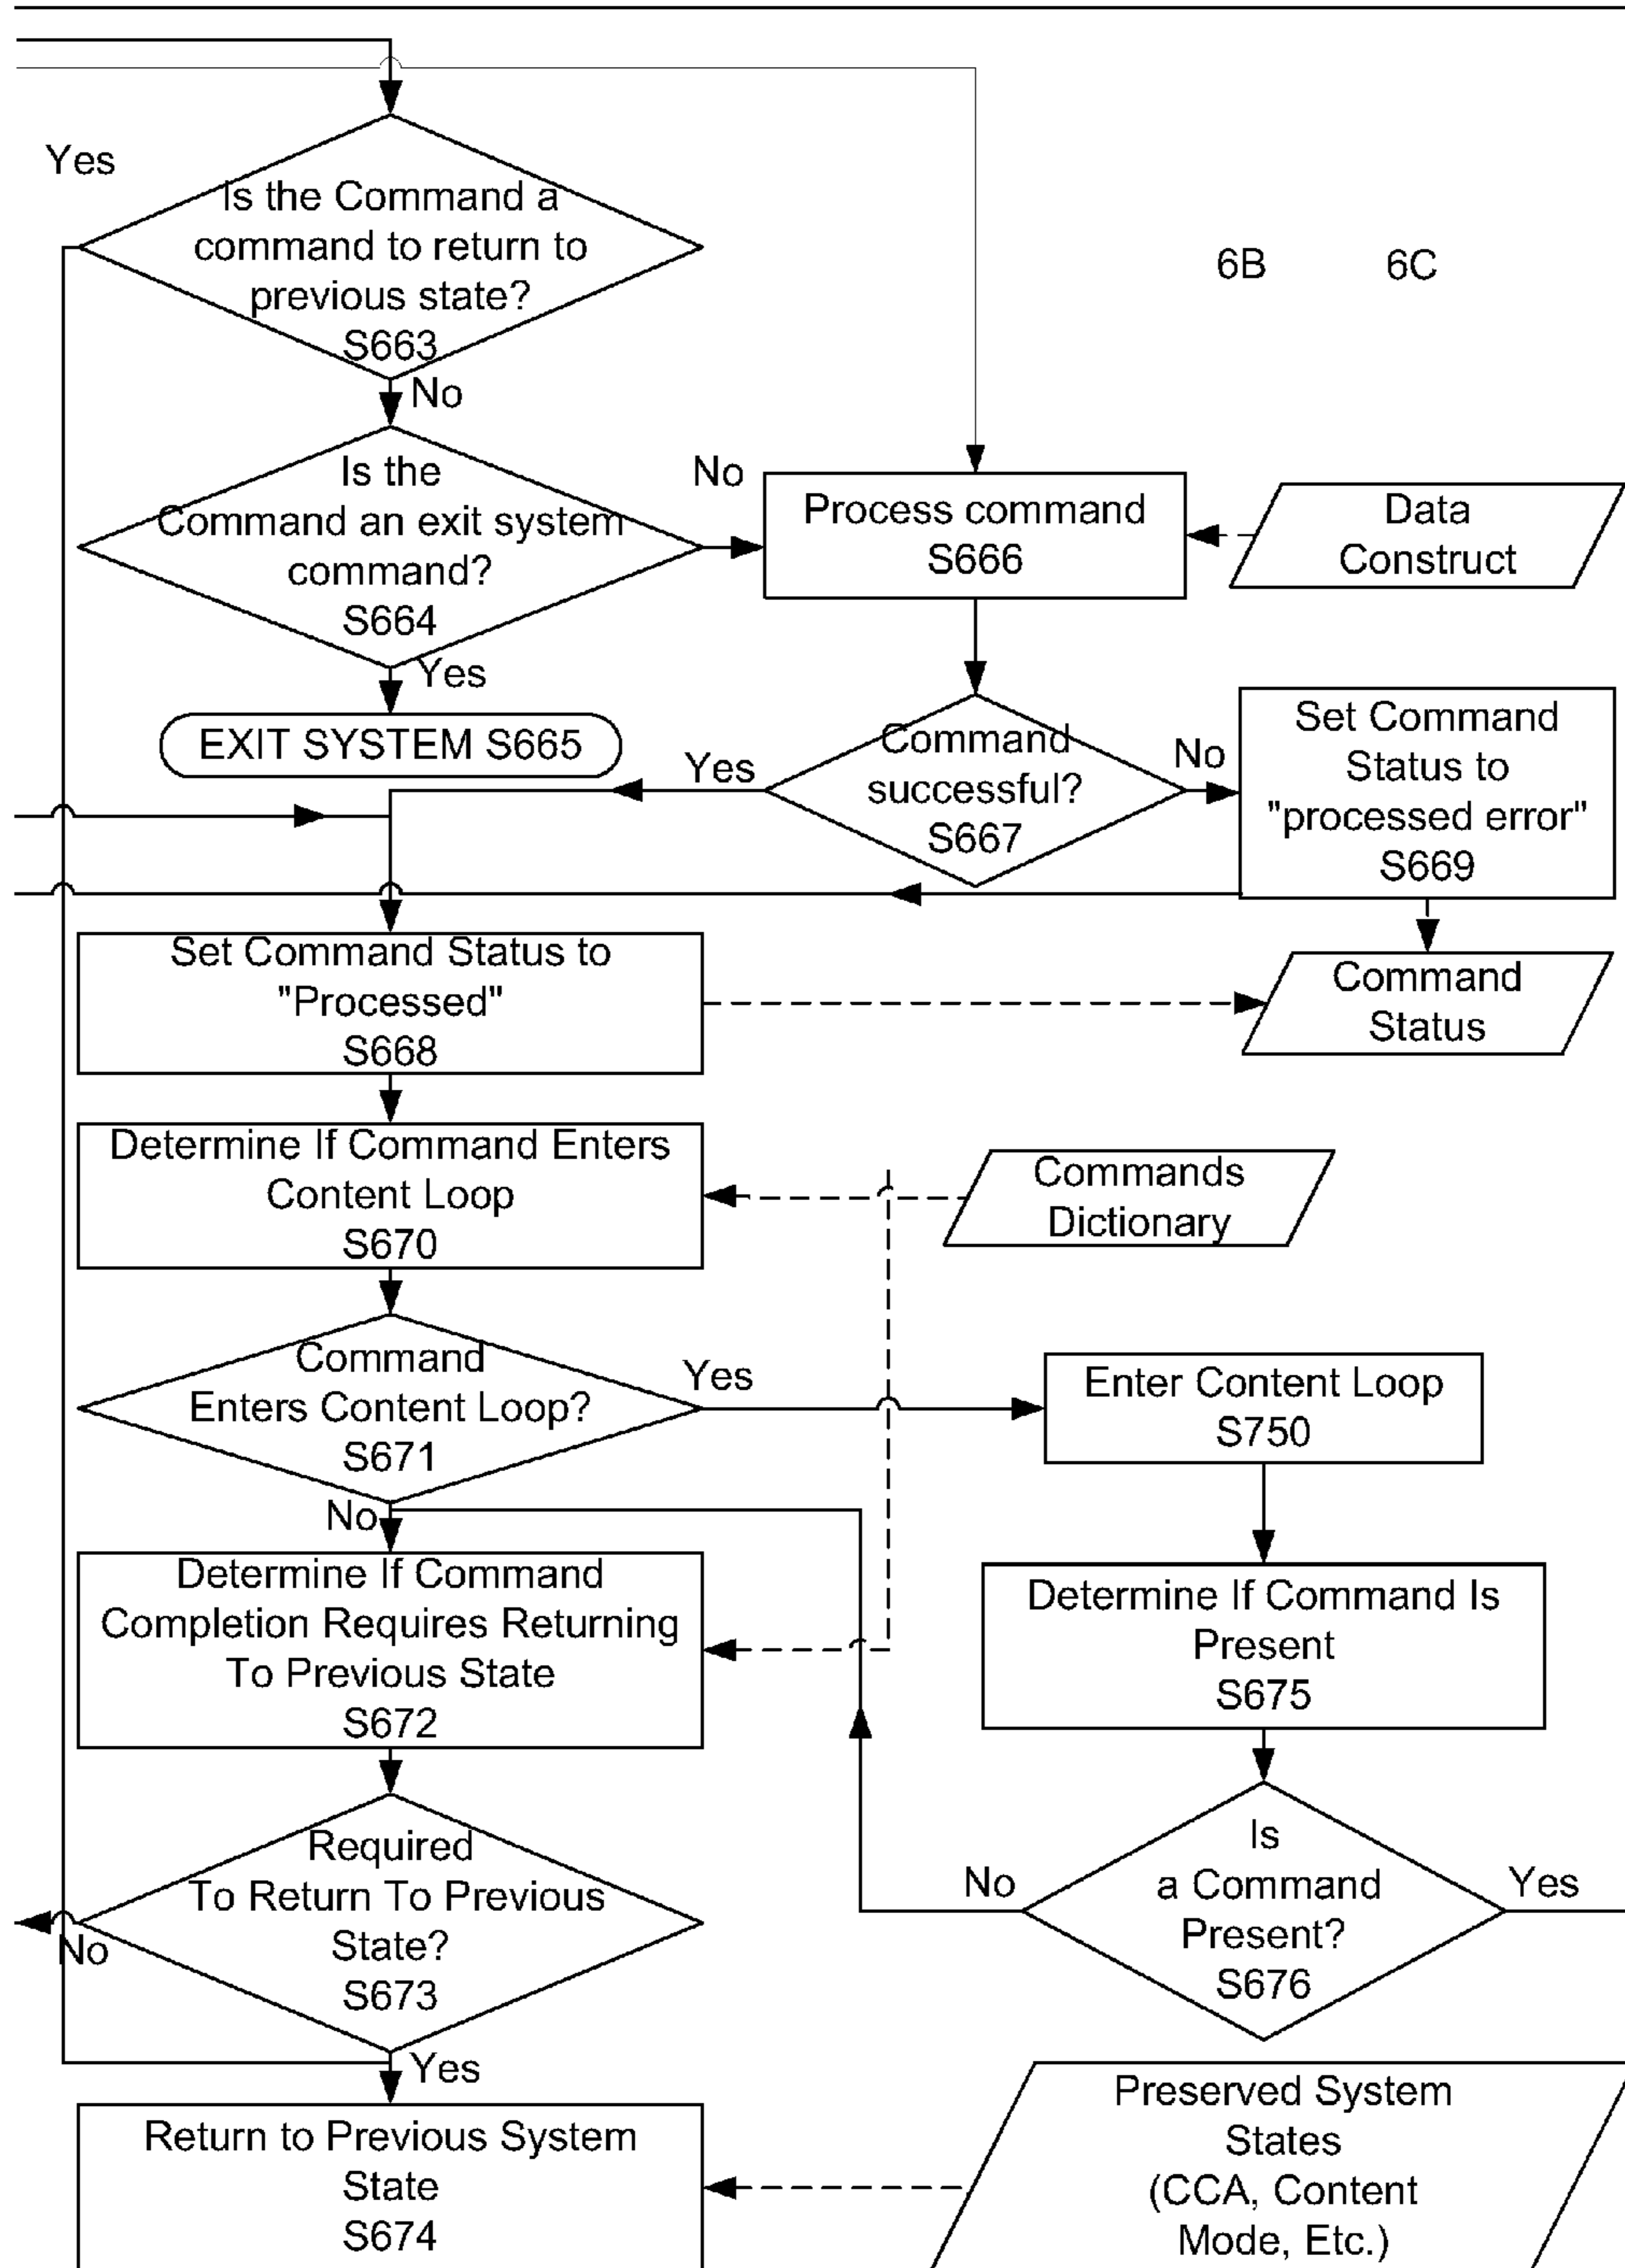 Yes
Is the Command a
command to return to
previous state?
S663
No
6B
6C
Is the
Command an exit system
command?
S664
No
Yes
EXIT SYSTEM S665
Process command
S666
Data
Construct
Command
successful?
S667
Yes
No
Set Command
Status to
"processed error"
S669
Set Command Status to
"Processed"
S668
Command
Status
Determine If Command Enters
Content Loop
S670
Commands
Dictionary
Command
Enters Content Loop?
S671
Yes
No
Enter Content Loop
S750
Determine If Command
Completion Requires Returning
To Previous State
S672
Determine If Command Is
Present
S675
Required
To Return To Previous
State?
S673
No
Yes
Is
a Command
Present?
S676
No
Yes
Return to Previous System
State
S674
Preserved System
States
(CCA, Content
Mode, Etc.)